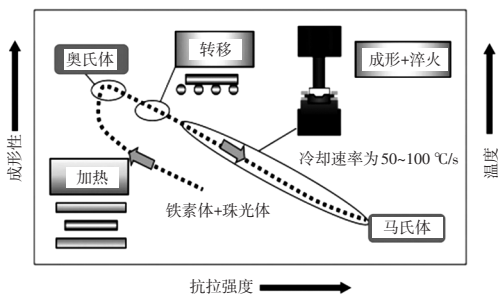 奥氏体
转移
成形+淬火
成形性
温度
冷却速率为50~100 ℃/s
加热
铁素体+珠光体
马氏体
抗拉强度